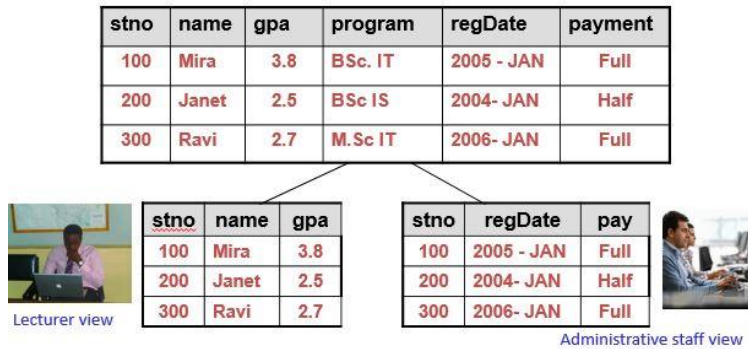 stno name gpa program regDate payment
100 Mira 3.8 BSc. IT 2005 - JAN Full
200 Janet 2.5 BSc IS 2004- JAN Half
300 Ravi 2.7 M.Sc IT 2006- JAN Full
stno name gpa
100 Mira 3.8
200 Janet 2.5
300 Ravi 2.7
Lecturer view
stno regDate pay
100 2005 - JAN Full
200 2004- JAN Half
300 2006- JAN Full
Administrative staff view